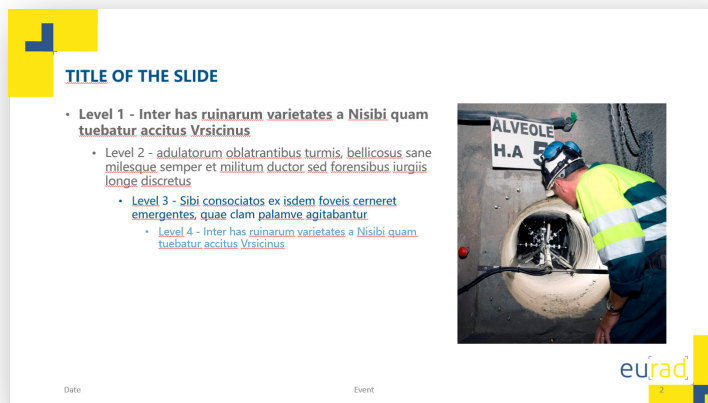 TITLE OF THE SLIDE
• Level 1 - Inter has ruinarum varietates a Nisibi quam
tuebatur accitus Vrsicinus
• Level 2 - adulatorum oblatrantibus turmis, bellicosus sane
milesque semper et militum ductor sed forensibus iurgiis
longe discretus
• Level 3 - Sibi consociatos ex isdem foveis cerneret
emergentes, quae clam palamve agitabantur
• Level 4 - Inter has ruinarum varietates a Nisibi quam
tuebatur accitus Vrsicinus
ALVEOLE
H.A 5
eurad
Date
Event
2